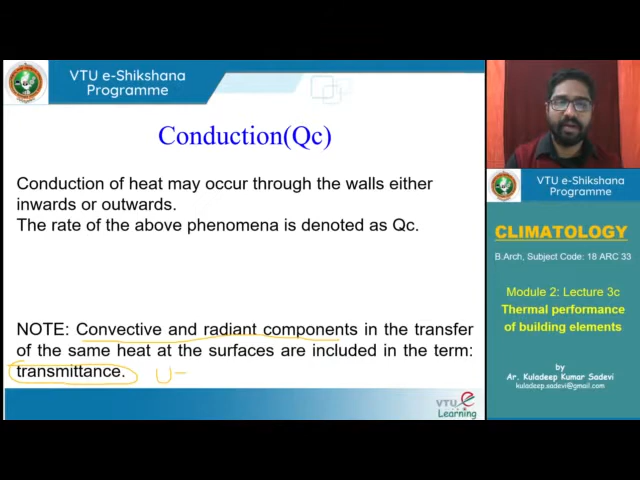 VTU e-Shikshana
Programme
Conduction(Qc)
Conduction of heat may occur through the walls either
inwards or outwards.
The rate of the above phenomena is denoted as Qc.
NOTE: Convective and radiant components in the transfer
of the same heat at the surfaces are included in the term:
transmittance. U-
VTU e
Learning
VTU e-Shikshana
Programme
CLIMATOLOGY
B.Arch, Subject Code: 18 ARC 33
Module 2: Lecture 3c
Thermal performance
of building elements
by
Ar. Kuladeep Kumar Sadevi
kuladeep.sadevi@gmail.com